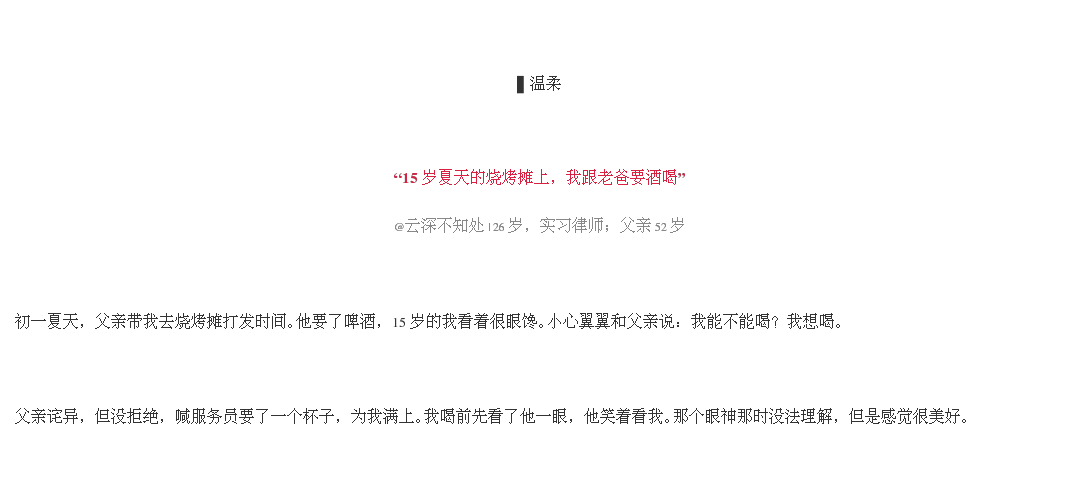 ▌温柔
“15 岁夏天的烧烤摊上，我跟老爸要酒喝”
@云深不知处 | 26 岁，实习律师；父亲 52 岁
初一夏天，父亲带我去烧烤摊打发时间。他要了啤酒，15 岁的我看着很眼馋。小心翼翼和父亲说：我能不能喝？我想喝。
父亲诧异，但没拒绝，喊服务员要了一个杯子，为我满上。我喝前先看了他一眼，他笑着看我。那个眼神那时没法理解，但是感觉很美好。